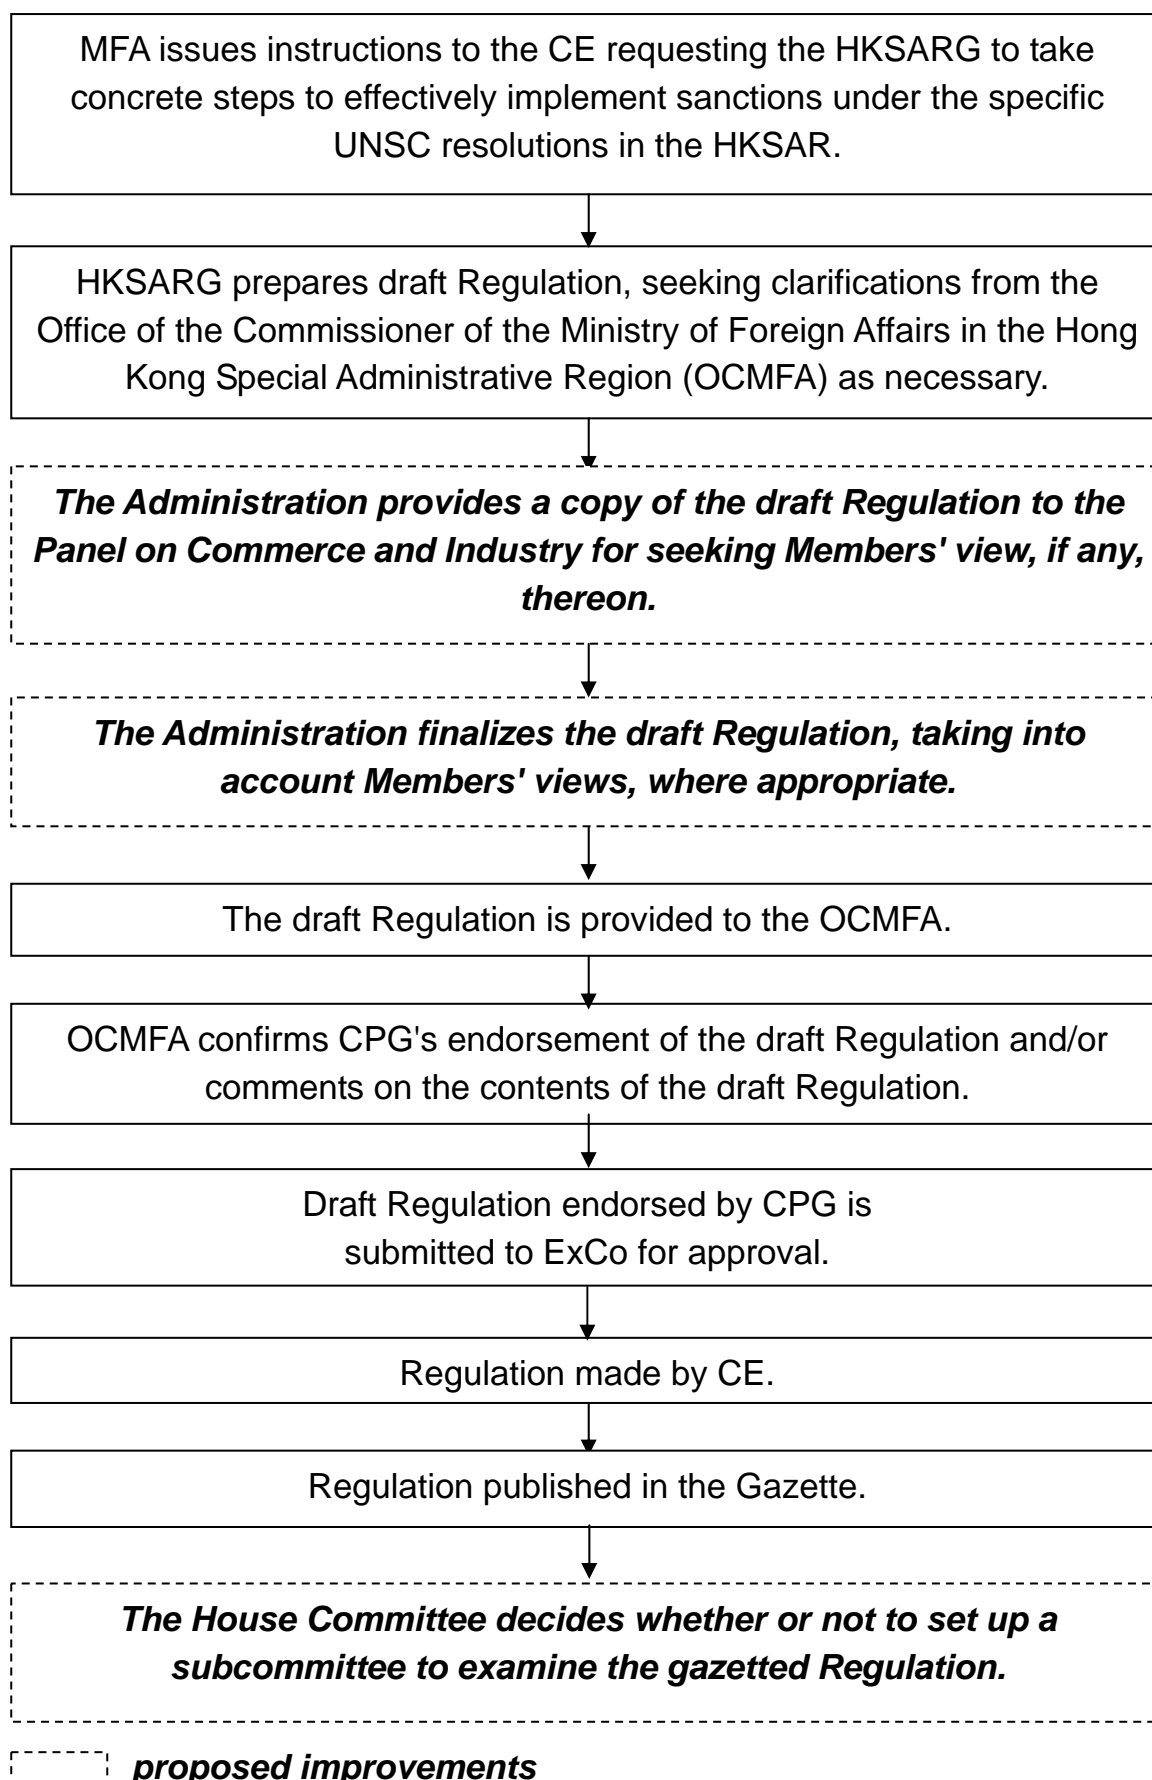 MFA issues instructions to the CE requesting the HKSARG to take
concrete steps to effectively implement sanctions under the specific
UNSC resolutions in the HKSAR.
HKSARG prepares draft Regulation, seeking clarifications from the
Office of the Commissioner of the Ministry of Foreign Affairs in the Hong
Kong Special Administrative Region (OCMFA) as necessary.
The Administration provides a copy of the draft Regulation to the
Panel on Commerce and Industry for seeking Members' view, if any,
thereon.
The Administration finalizes the draft Regulation, taking into
account Members' views, where appropriate.
The draft Regulation is provided to the OCMFA.
OCMFA confirms CPG's endorsement of the draft Regulation and/or
comments on the contents of the draft Regulation.
Draft Regulation endorsed by CPG is
submitted to ExCo for approval.
Regulation made by CE.
Regulation published in the Gazette.
The House Committee decides whether or not to set up a
subcommittee to examine the gazetted Regulation.
proposed improvements